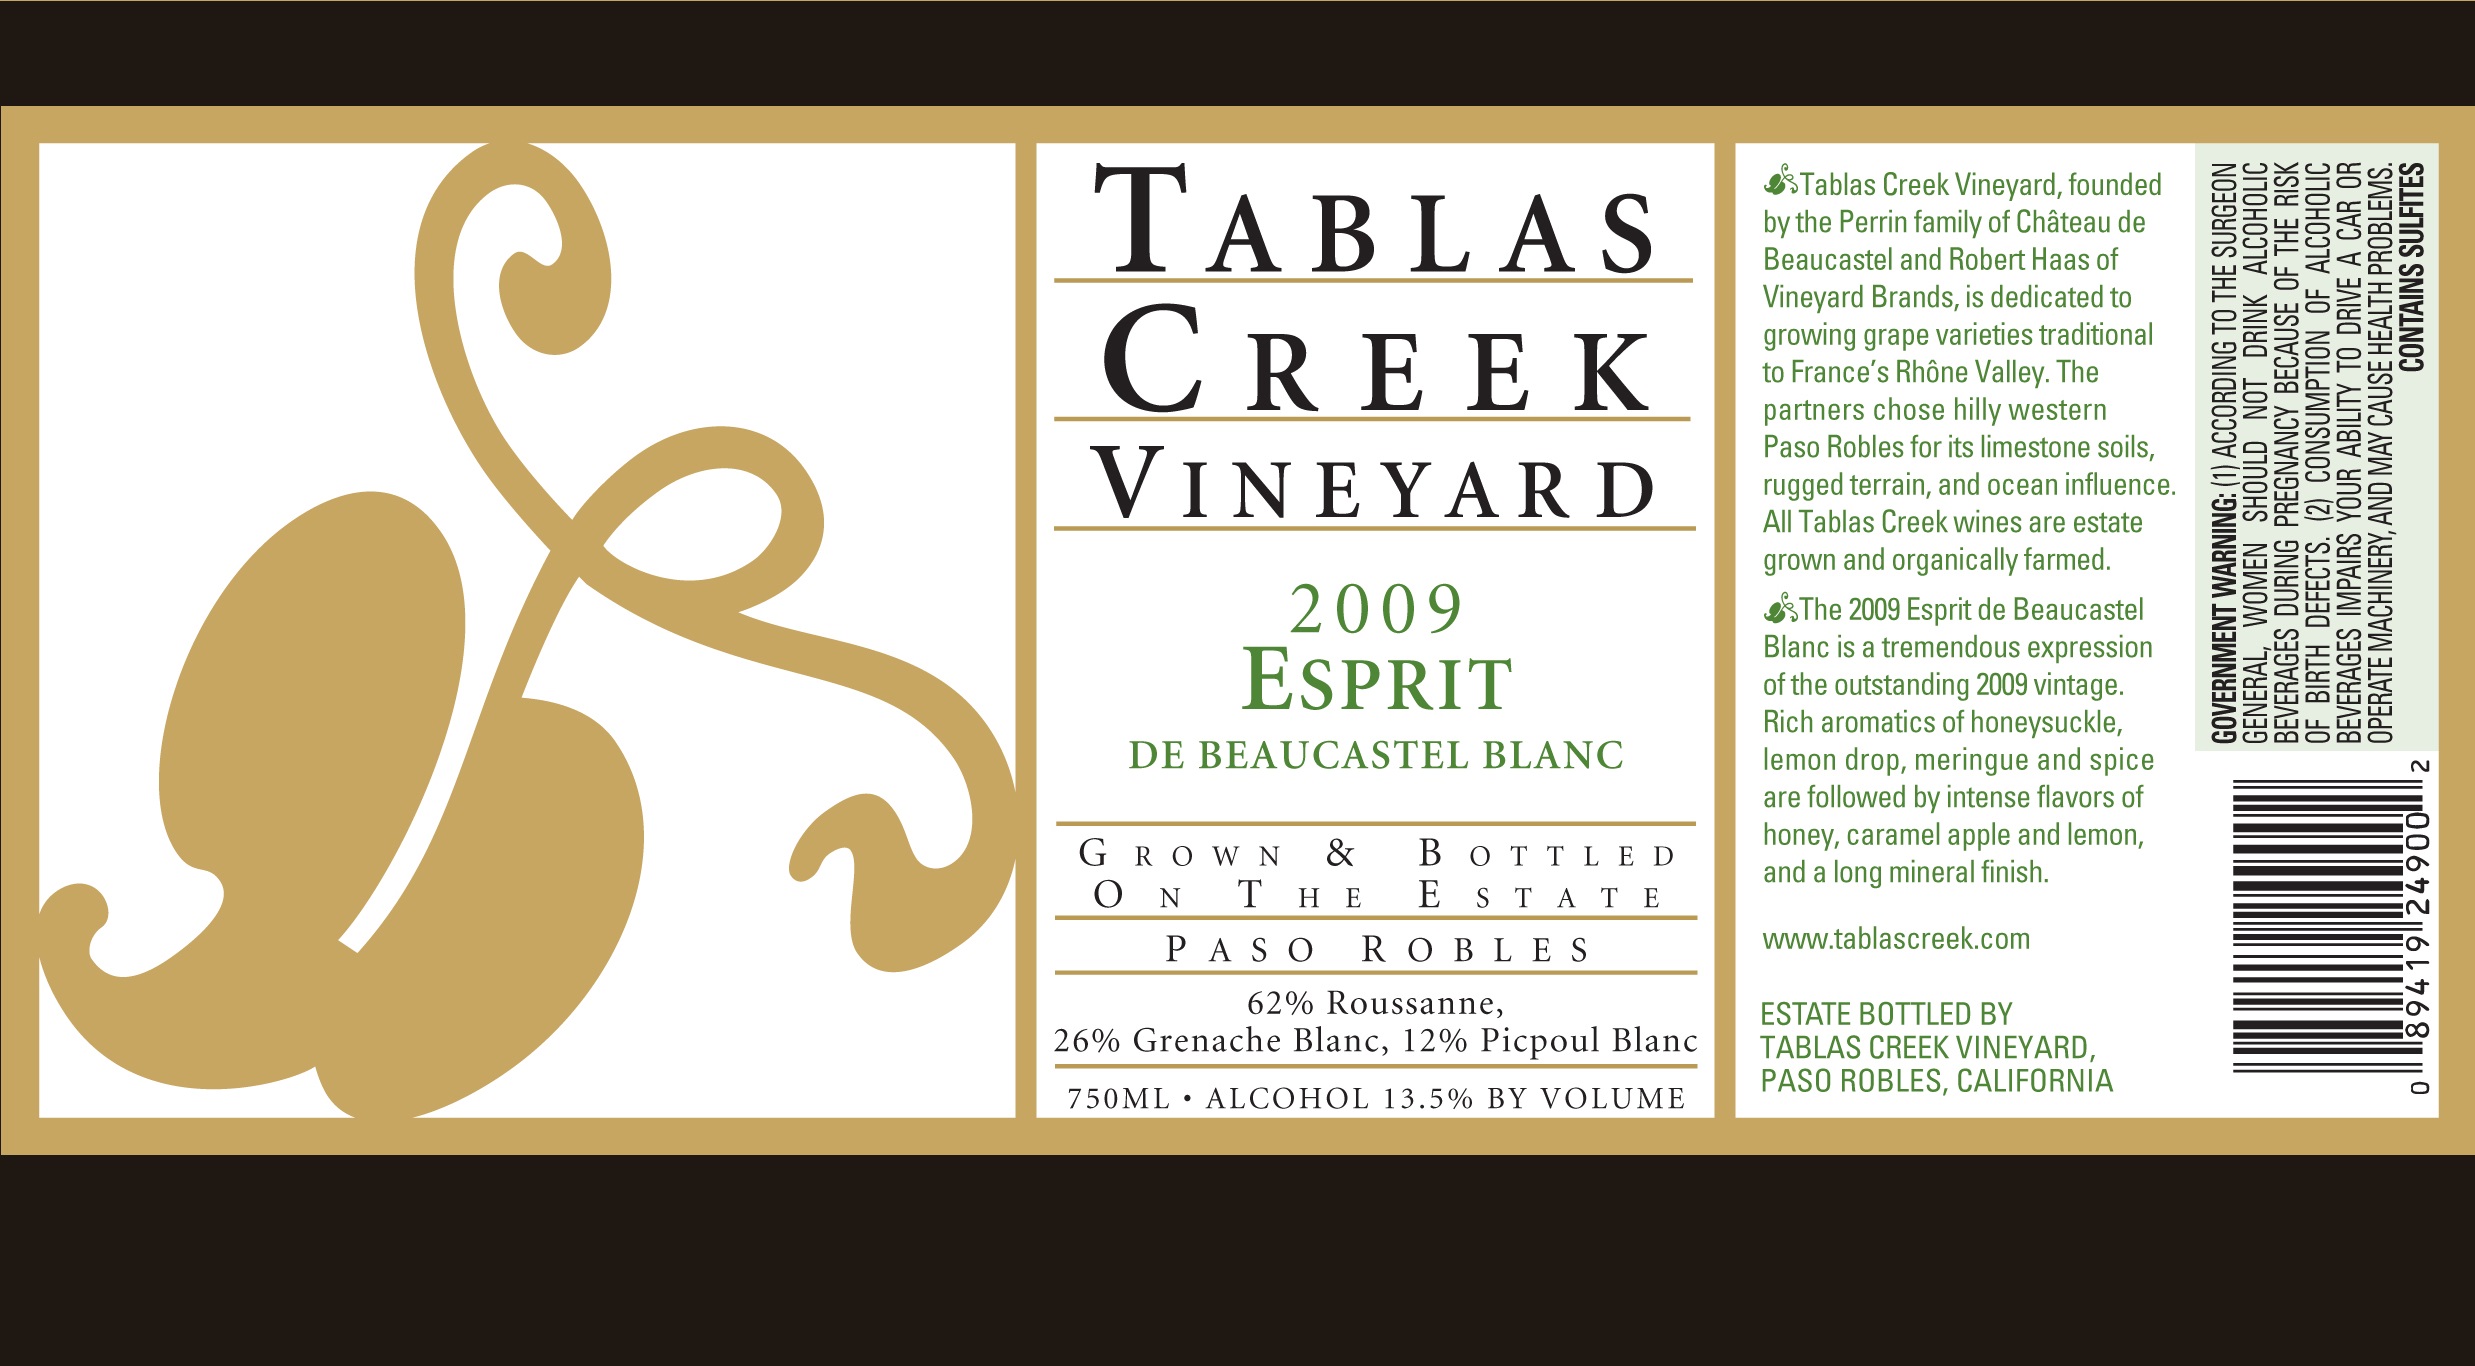 TABLAS
CREEK
VINEYARD
2009
ESPRIT
DE BEAUCASTEL BLANC
GROWN & BOTTLED
ON THE ESTATE
PASO ROBLES
62% Roussanne,
26% Grenache Blanc, 12% Picpoul Blanc
750ML • ALCOHOL 13.5% BY VOLUME
Tablas Creek Vineyard, founded
by the Perrin family of Château de
Beaucastel and Robert Haas of
Vineyard Brands, is dedicated to
growing grape varieties traditional
to France's Rhône Valley. The
partners chose hilly western
Paso Robles for its limestone soils,
rugged terrain, and ocean influence.
All Tablas Creek wines are estate
grown and organically farmed.
The 2009 Esprit de Beaucastel
Blanc is a tremendous expression
of the outstanding 2009 vintage.
Rich aromatics of honeysuckle,
lemon drop, meringue and spice
are followed by intense flavors of
honey, caramel apple and lemon,
and a long mineral finish.
www.tablascreek.com
ESTATE BOTTLED BY
TABLAS CREEK VINEYARD,
PASO ROBLES, CALIFORNIA
GOVERNMENT WARNING: (1) ACCORDING TO THE SURGEON
GENERAL, WOMEN SHOULD NOT DRINK ALCOHOLIC
BEVERAGES DURING PREGNANCY BECAUSE OF THE RISK
OF BIRTH DEFECTS. (2) CONSUMPTION OF ALCOHOLIC
BEVERAGES IMPAIRS YOUR ABILITY TO DRIVE A CAR OR
OPERATE MACHINERY, AND MAY CAUSE HEALTH PROBLEMS.
CONTAINS SULFITES
0 89419 24900 2